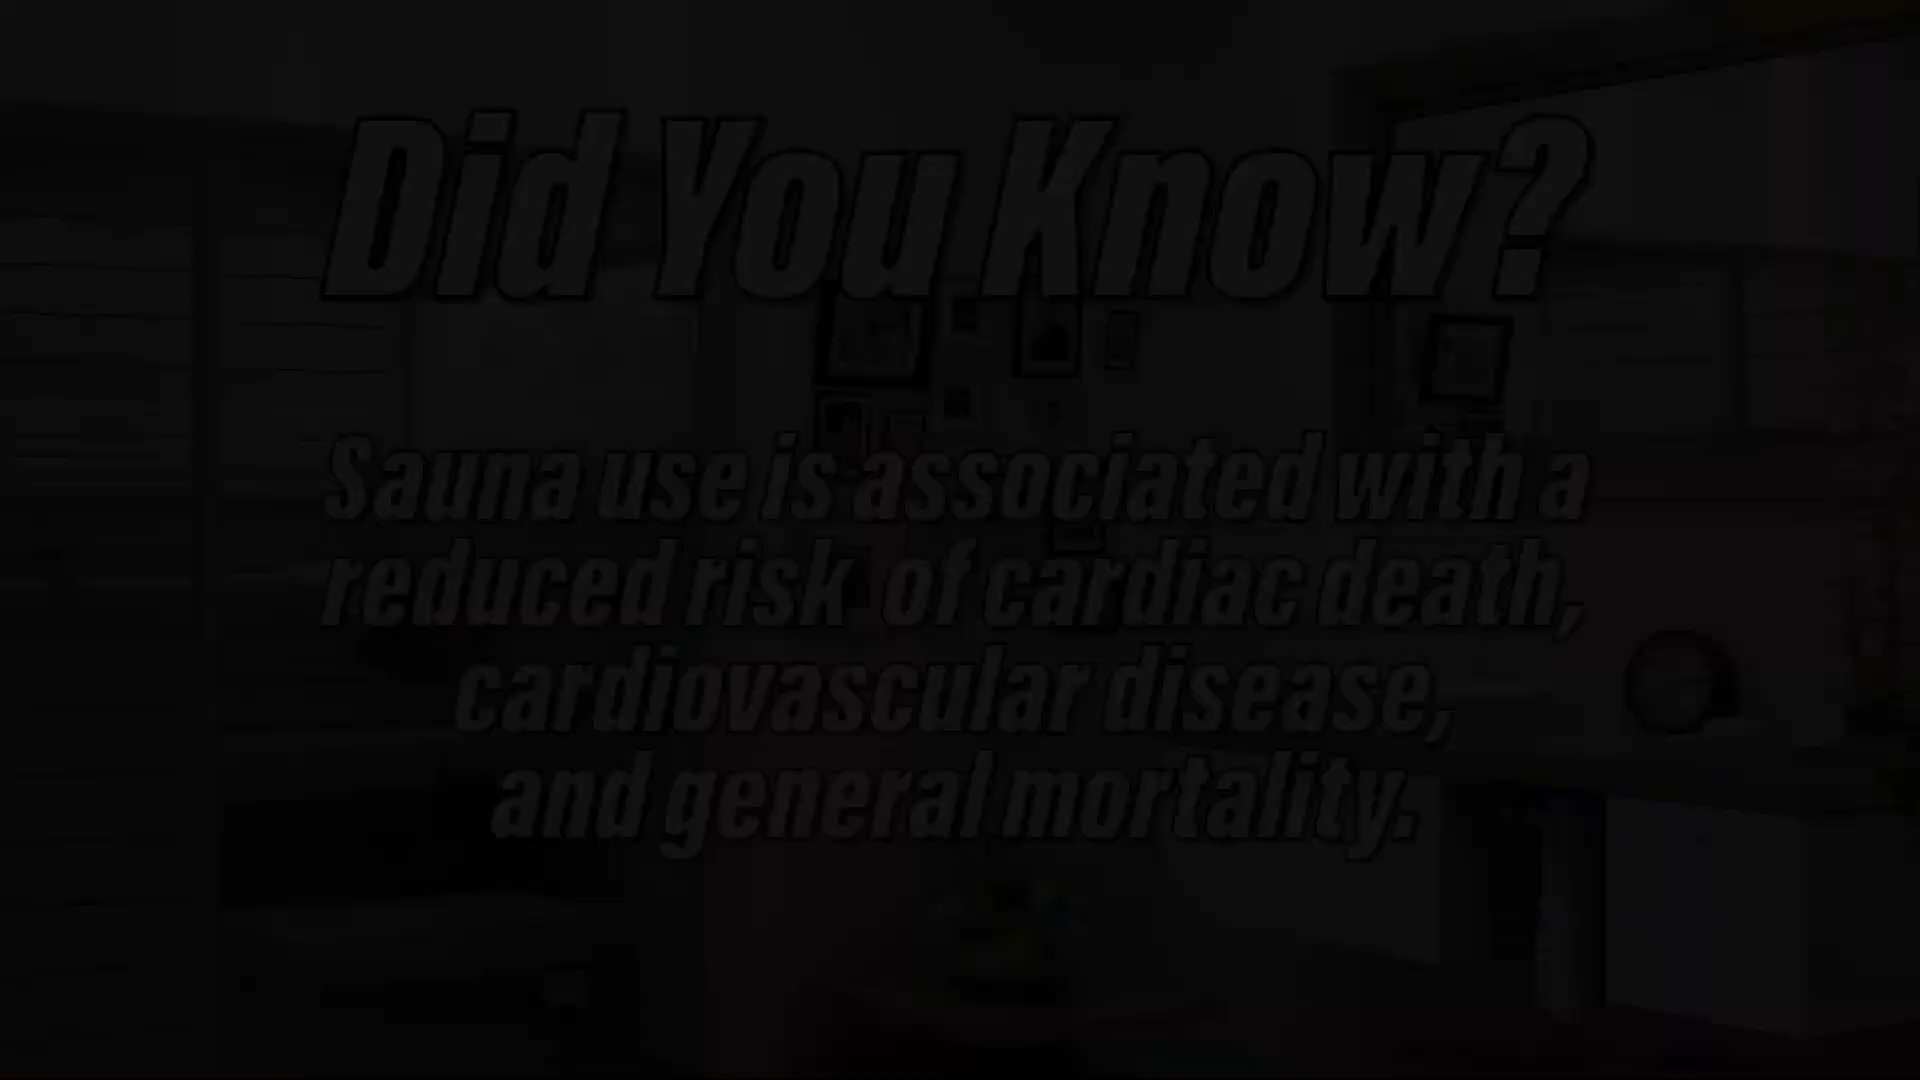 Did You Know?
Sauna use is associated with a
reduced risk of cardiac death,
cardiovascular disease,
and general mortality.